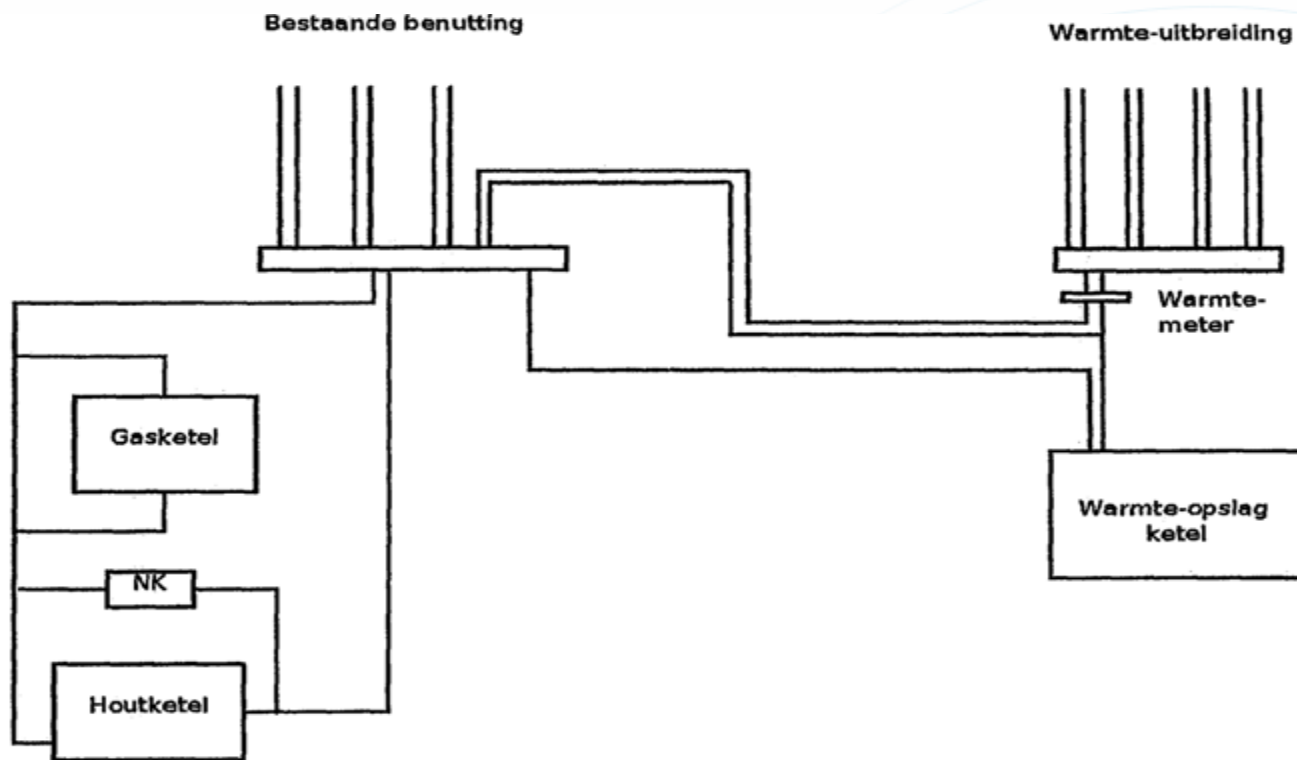 Bestaande benutting
Warmte-uitbreiding
Warmte-
meter
Gasketel
Warmte-opslag
ketel
NK
Houtketel